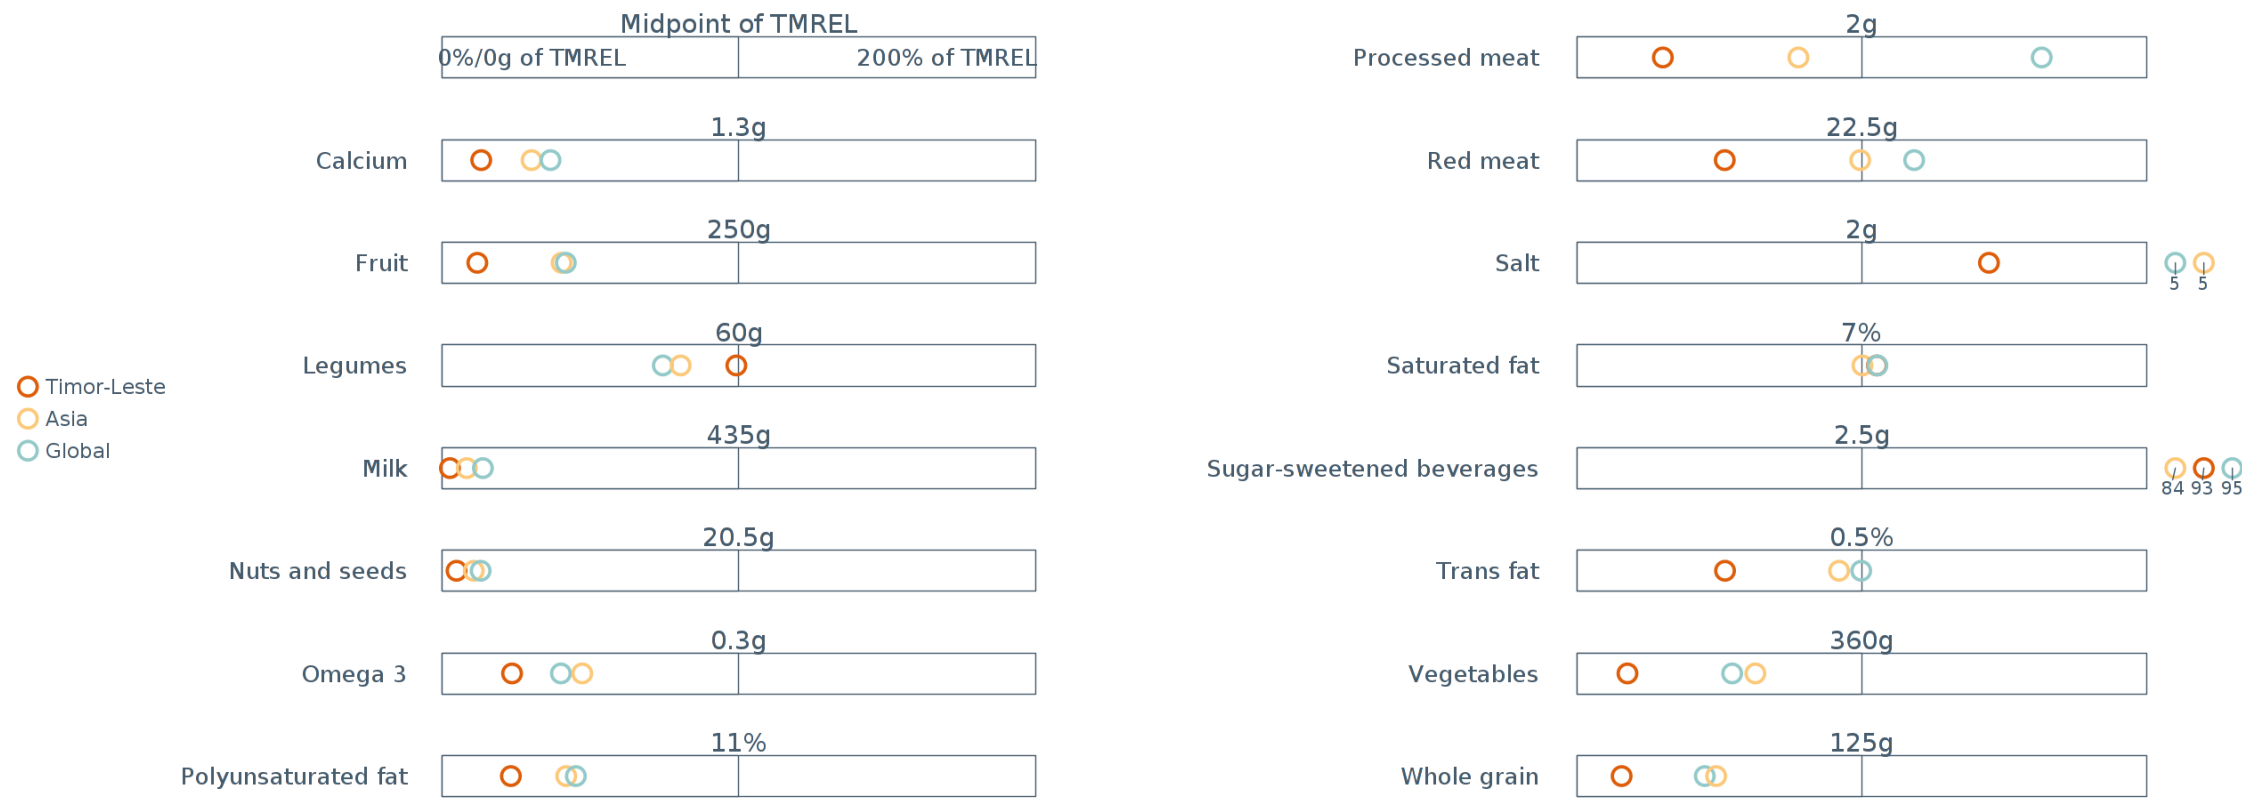 Midpoint of TMREL
0%/0g of TMREL
200% of TMREL
Calcium
1.3g
Fruit
250g
Legumes
60g
Milk
435g
Nuts and seeds
20.5g
Omega 3
0.3g
Polyunsaturated fat
11%
Timor-Leste
Asia
Global
Processed meat
2g
Red meat
22.5g
Salt
2g
5 5
Saturated fat
7%
Sugar-sweetened beverages
2.5g
84 93 95
Trans fat
0.5%
Vegetables
360g
Whole grain
125g